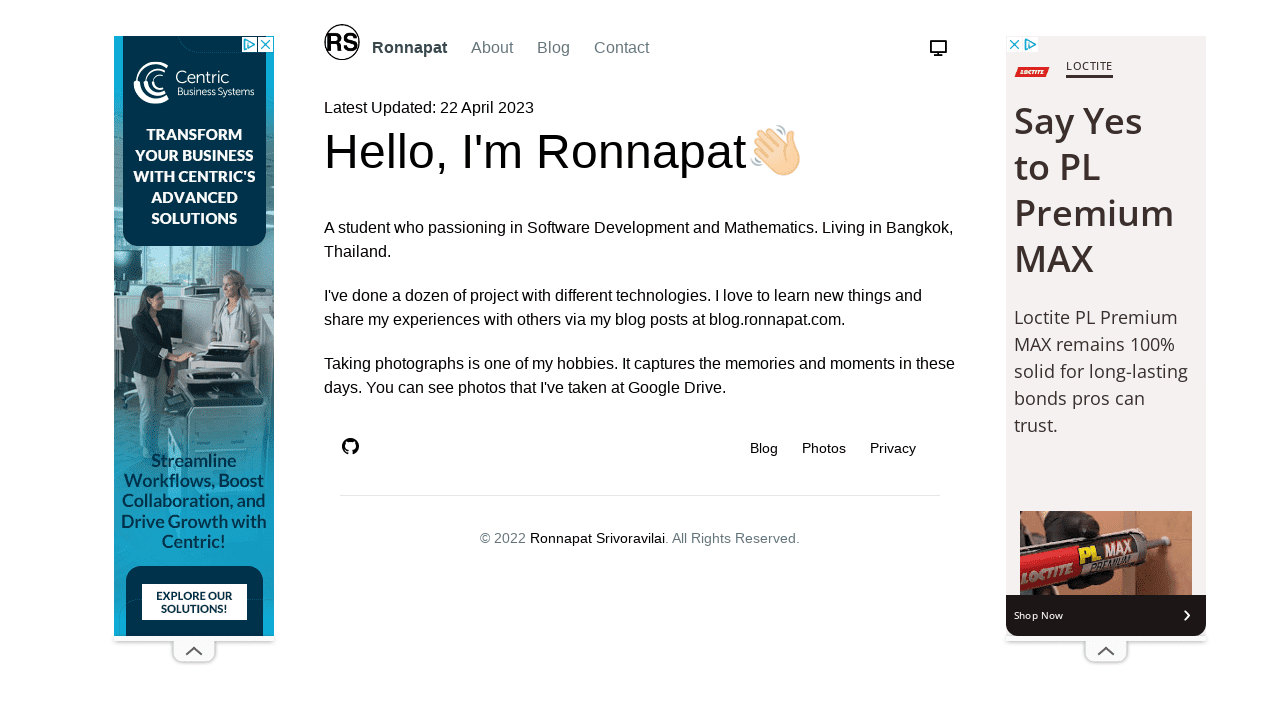 RS
Ronnapat
About
Blog
Contact
Latest Updated: 22 April 2023
Hello, I'm Ronnapat👋🏻
A student who passioning in Software Development and Mathematics. Living in Bangkok,
Thailand.
I've done a dozen of project with different technologies. I love to learn new things and
share my experiences with others via my blog posts at blog.ronnapat.com.
Taking photographs is one of my hobbies. It captures the memories and moments in these
days. You can see photos that I've taken at Google Drive.
Blog
Photos
Privacy
© 2022 Ronnapat Srivoravilai. All Rights Reserved.
Centric
Business Systems
TRANSFORM
YOUR BUSINESS
WITH CENTRIC'S
ADVANCED
SOLUTIONS
Streamline
Workflows, Boost
Collaboration, and
Drive Growth with
Centric!
EXPLORE OUR
SOLUTIONS!
LOCTITE
LOCTITE
Say Yes
to PL
Premium
MAX
Loctite PL Premium
MAX remains 100%
solid for long-lasting
bonds pros can
trust.
LOCTITE
PL MAX
PREMIUM
Shop Now